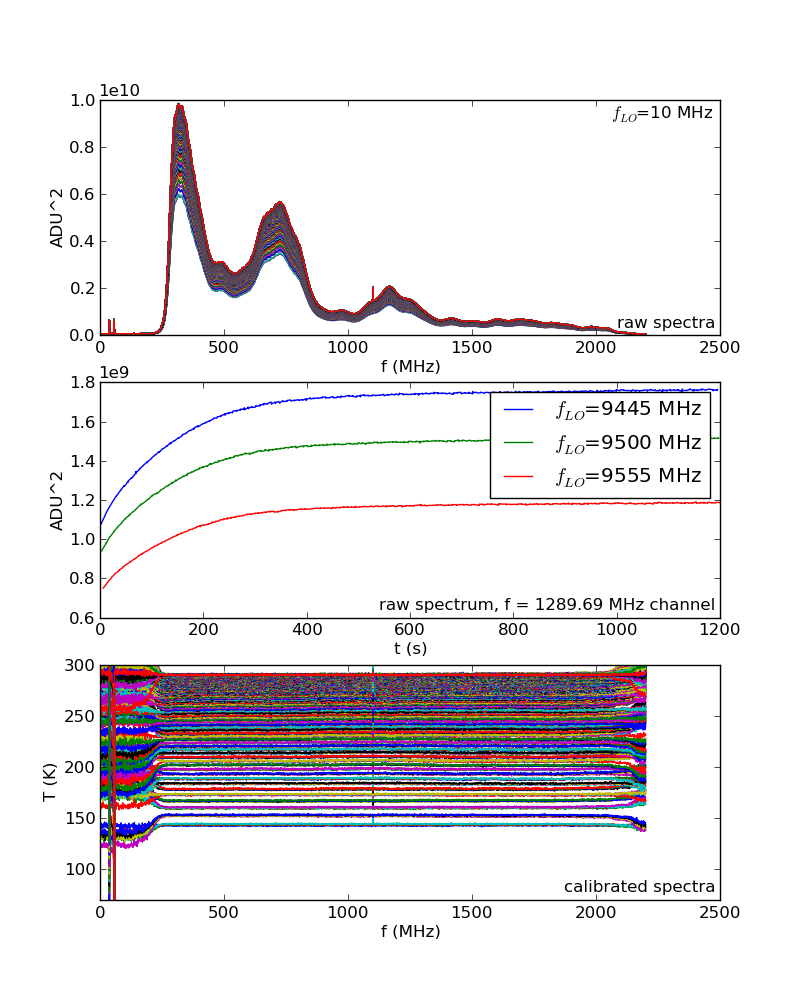 1e10
1.0
0.8
0.6
0.4
0.2
0.0
ADU^2
f_LO=10 MHz
raw spectra
0 500 1000 1500 2000 2500
f (MHz)
1e9
1.8
1.6
1.4
1.2
1.0
0.8
0.6
ADU^2
f_LO=9445 MHz
f_LO=9500 MHz
f_LO=9555 MHz
raw spectrum, f = 1289.69 MHz channel
0 200 400 600 800 1000 1200
t (s)
300
250
200
150
100
T (K)
calibrated spectra
0 500 1000 1500 2000 2500
f (MHz)